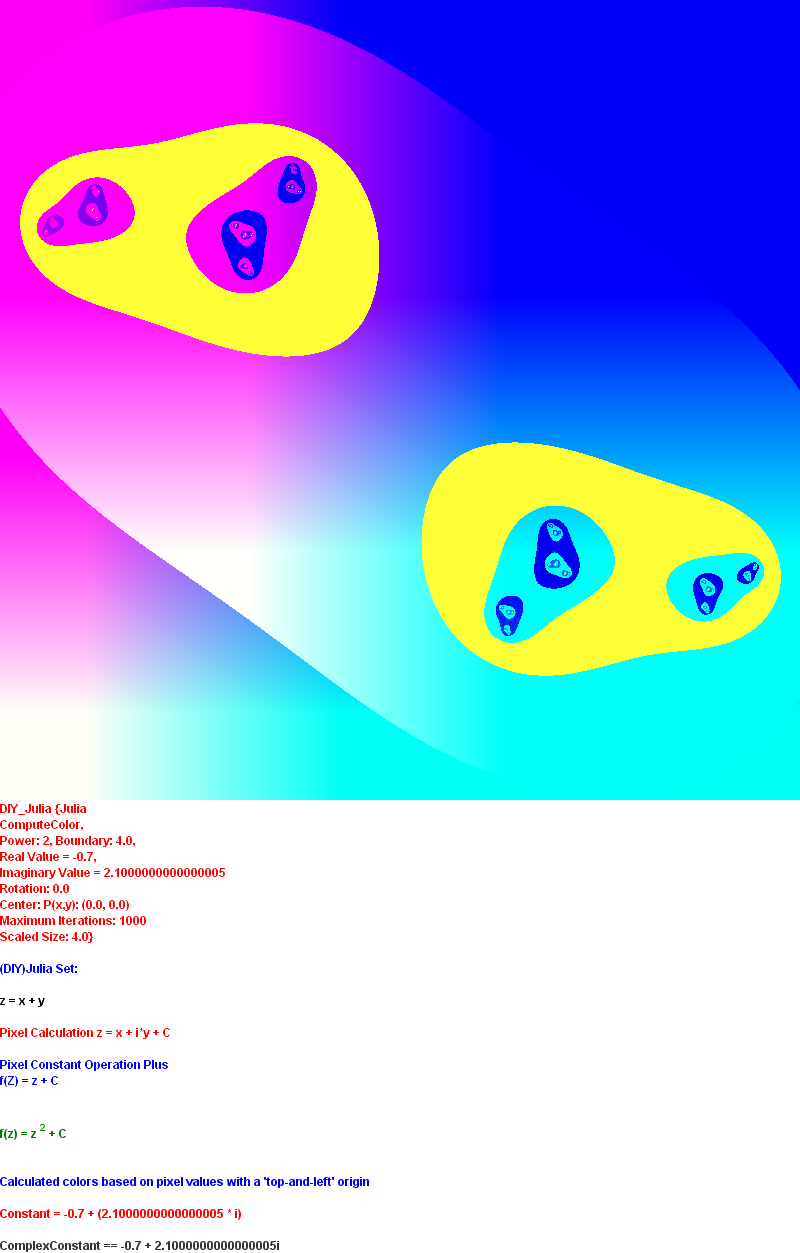 DIY_Julia {Julia
ComputeColor,
Power: 2, Boundary: 4.0,
Real Value = -0.7,
Imaginary Value = 2.1000000000000005
Rotation: 0.0
Center: P(x,y): (0.0, 0.0)
Maximum Iterations: 1000
Scaled Size: 4.0}
(DIY)Julia Set:
z = x + y
Pixel Calculation z = x + i*y + C
Pixel Constant Operation Plus
f(Z) = z + C
f(z) = z 2 + C
Calculated colors based on pixel values with a 'top-and-left' origin
Constant = -0.7 + (2.1000000000000005 * i)
ComplexConstant == -0.7 + 2.1000000000000005i